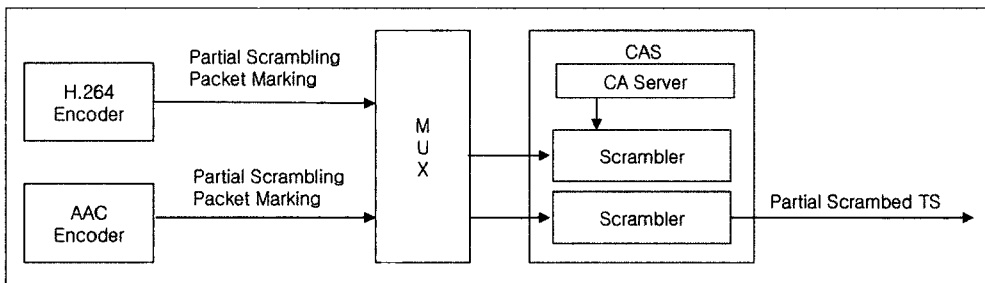 Partial Scrambling
Packet Marking
H.264
Encoder
Partial Scrambling
Packet Marking
AAC
Encoder
M
U
X
CAS
CA Server
Scrambler
Scrambler
Partial Scrambed TS